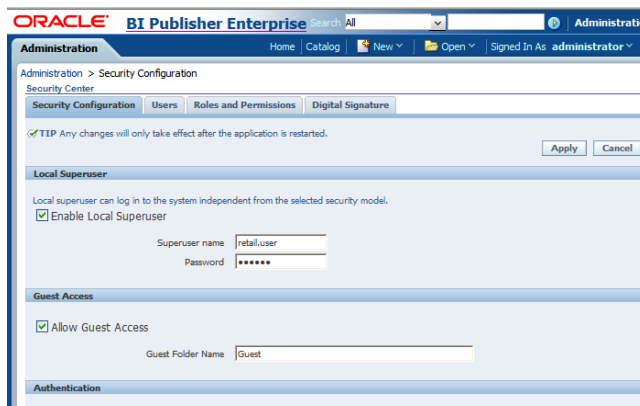 ORACLE BI Publisher Enterprise Search All Administrati
Administration Home Catalog New Open Signed In As administrator
Administration > Security Configuration
Security Center
Security Configuration Users Roles and Permissions Digital Signature
TIP Any changes will only take effect after the application is restarted.
Apply Cancel
Local Superuser
Local superuser can log in to the system independent from the selected security model.
Enable Local Superuser
Superuser name retail.user
Password ••••••
Guest Access
Allow Guest Access
Guest Folder Name Guest
Authentication